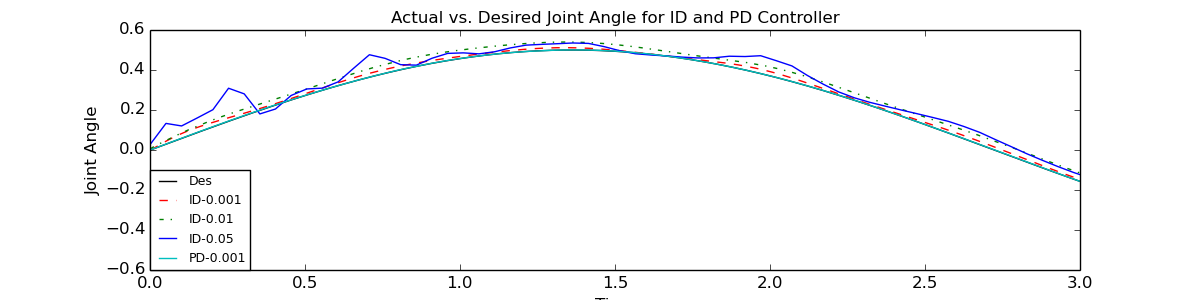 Actual vs. Desired Joint Angle for ID and PD Controller
Joint Angle
0.6
0.4
0.2
0.0
−0.2
−0.4
−0.6
Des
ID-0.001
ID-0.01
ID-0.05
PD-0.001
0.0 0.5 1.0 1.5 2.0 2.5 3.0